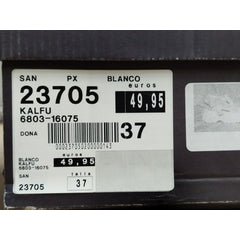 SAN PX BLANCO
23705 euros 49,95
KALFU
6803-16075
DONA 37
euros
BLANCO 49,95
KALFU
6803-16075
SAN talla
23705 37